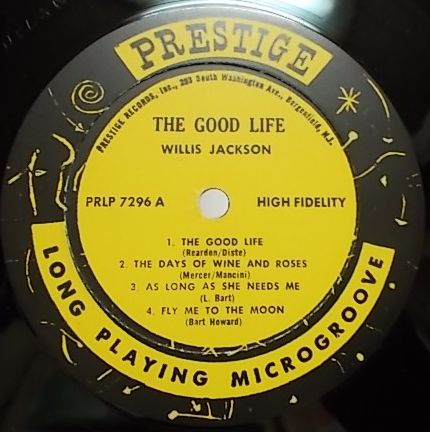 PRESTIGE
PRESTIGE RECORDS, Inc., 203 South Washington Ave., Bergenfield, N.J.
THE GOOD LIFE
WILLIS JACKSON
PRLP 7296 A HIGH FIDELITY
1. THE GOOD LIFE
(Reardon/Diste)
2. THE DAYS OF WINE AND ROSES
(Mercer/Mancini)
3. AS LONG AS SHE NEEDS ME
(L. Bart)
4. FLY ME TO THE MOON
(Bart Howard)
LONG PLAYING MICROGROOVE